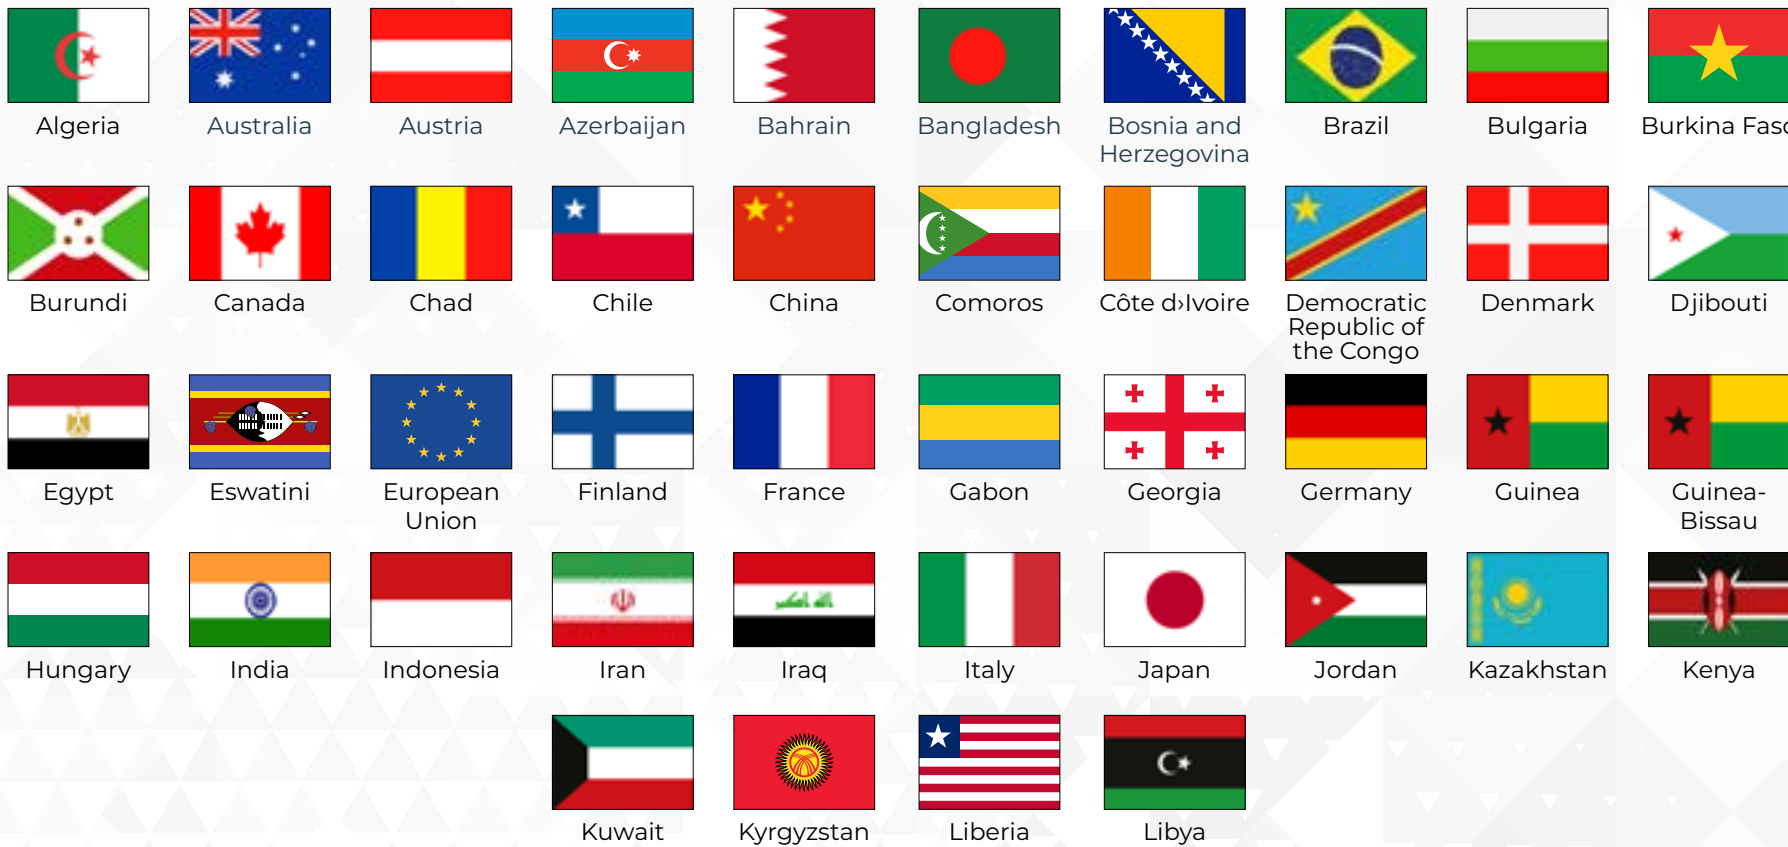 Algeria
Australia
Austria
Azerbaijan
Bahrain
Bangladesh
Bosnia and
Herzegovina
Brazil
Bulgaria
Burkina Faso
Burundi
Canada
Chad
Chile
China
Comoros
Côte d›Ivoire
Democratic
Republic of
the Congo
Denmark
Djibouti
Egypt
Eswatini
European
Union
Finland
France
Gabon
Georgia
Germany
Guinea
Guinea-
Bissau
Hungary
India
Indonesia
Iran
Iraq
Italy
Japan
Jordan
Kazakhstan
Kenya
Kuwait
Kyrgyzstan
Liberia
Libya